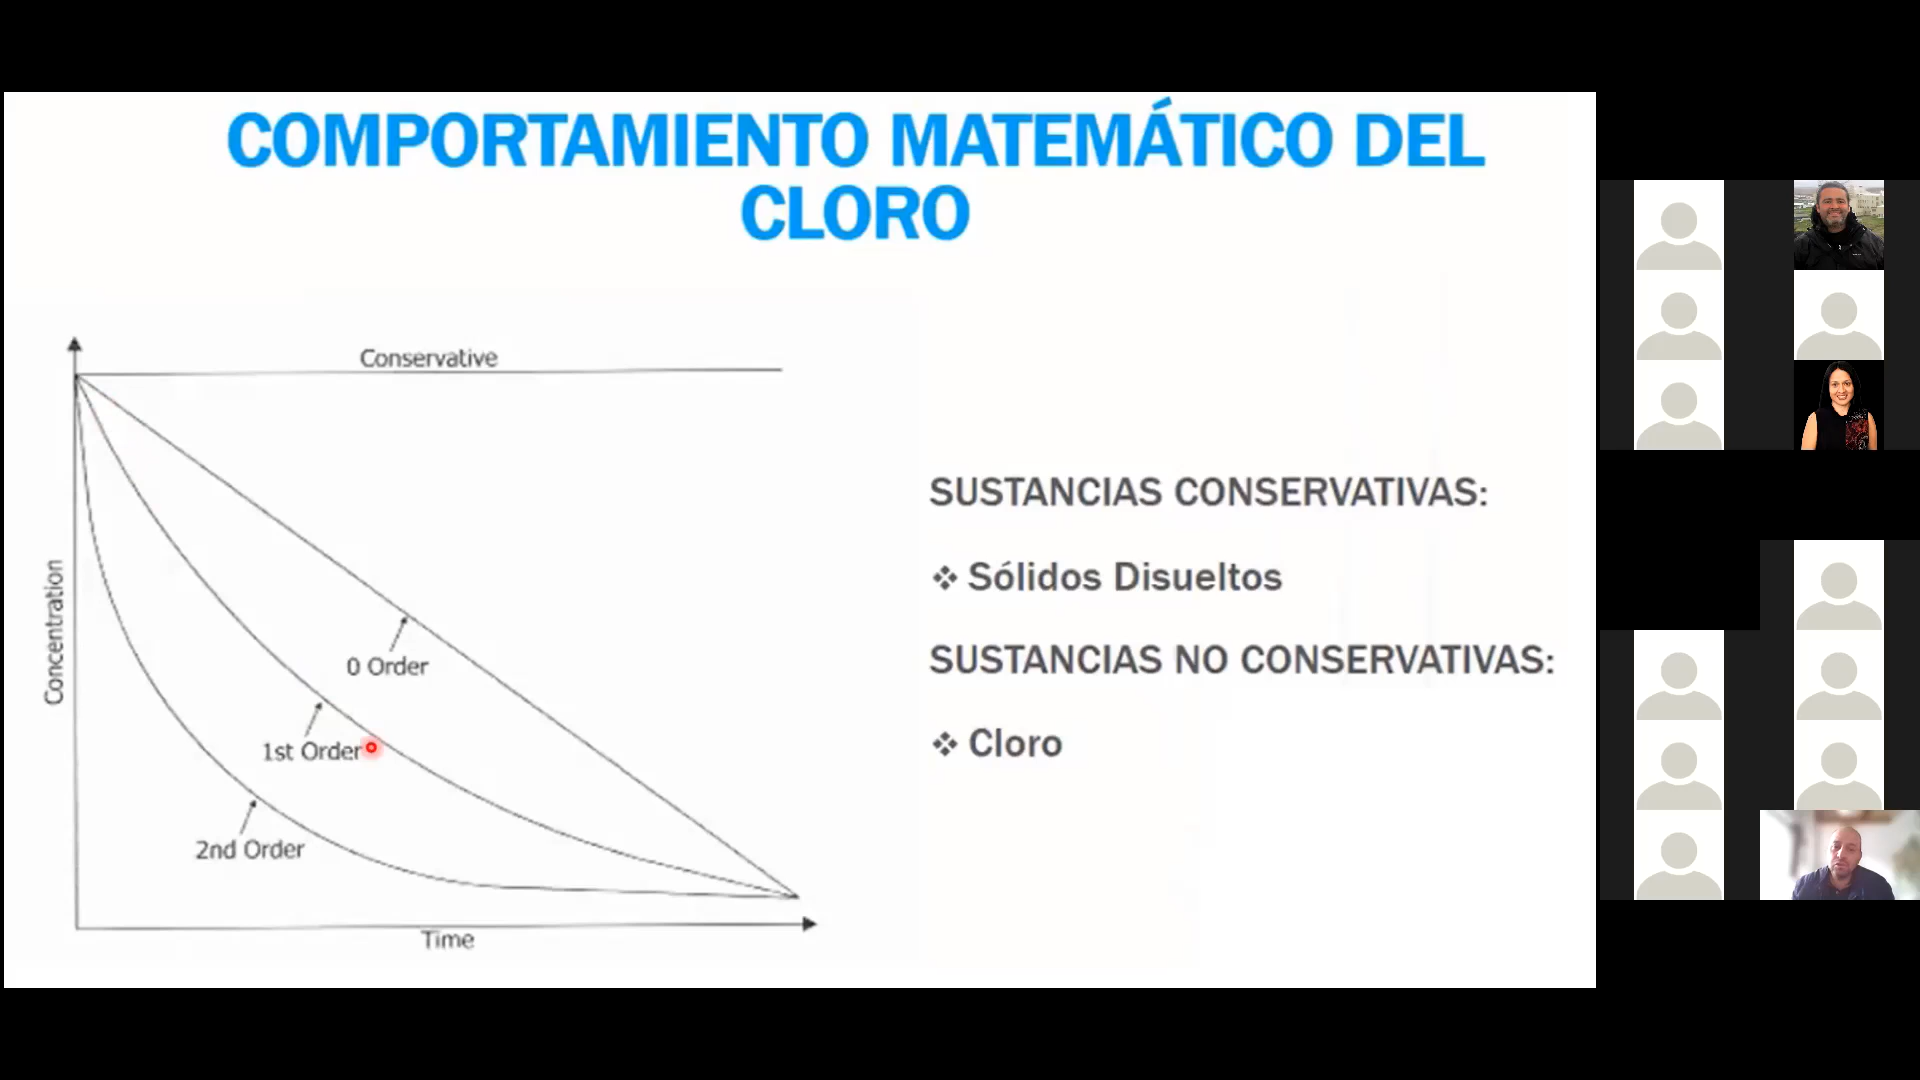 COMPORTAMIENTO MATEMÁTICO DEL
CLORO
Conservative
Concentration
0 Order
1st Order
2nd Order
Time
SUSTANCIAS CONSERVATIVAS:
❖ Sólidos Disueltos
SUSTANCIAS NO CONSERVATIVAS:
❖ Cloro